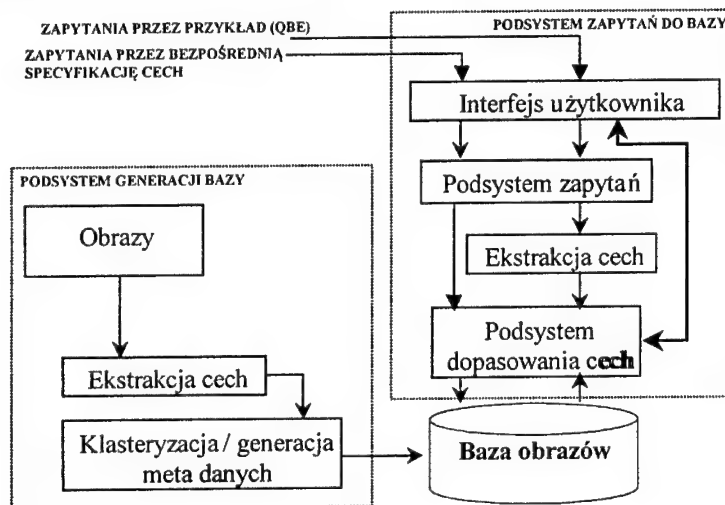 ZAPYTANIA PRZEZ PRZYKŁAD (QBE)
ZAPYTANIA PRZEZ BEZPOŚREDNIĄ
SPECYFIKACJĘ CECH
PODSYSTEM ZAPYTAŃ DO BAZY
Interfejs użytkownika
Podsystem zapytań
Ekstrakcja cech
Podsystem
dopasowania cech
PODSYSTEM GENERACJI BAZY
Obrazy
Ekstrakcja cech
Klasteryzacja / generacja
meta danych
Baza obrazów